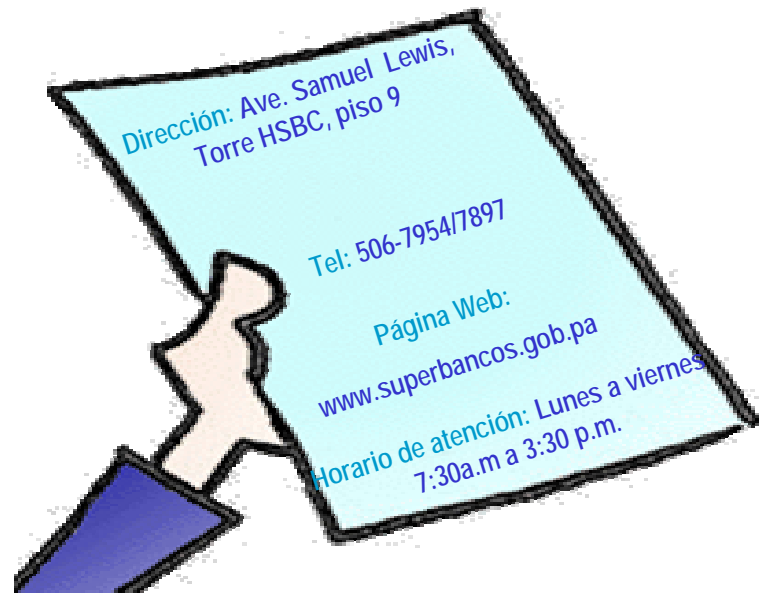 Dirección: Ave. Samuel Lewis,
Torre HSBC, piso 9
Tel: 506-7954/7897
Página Web:
www.superbancos.gob.pa
Horario de atención: Lunes a viernes
7:30a.m a 3:30 p.m.